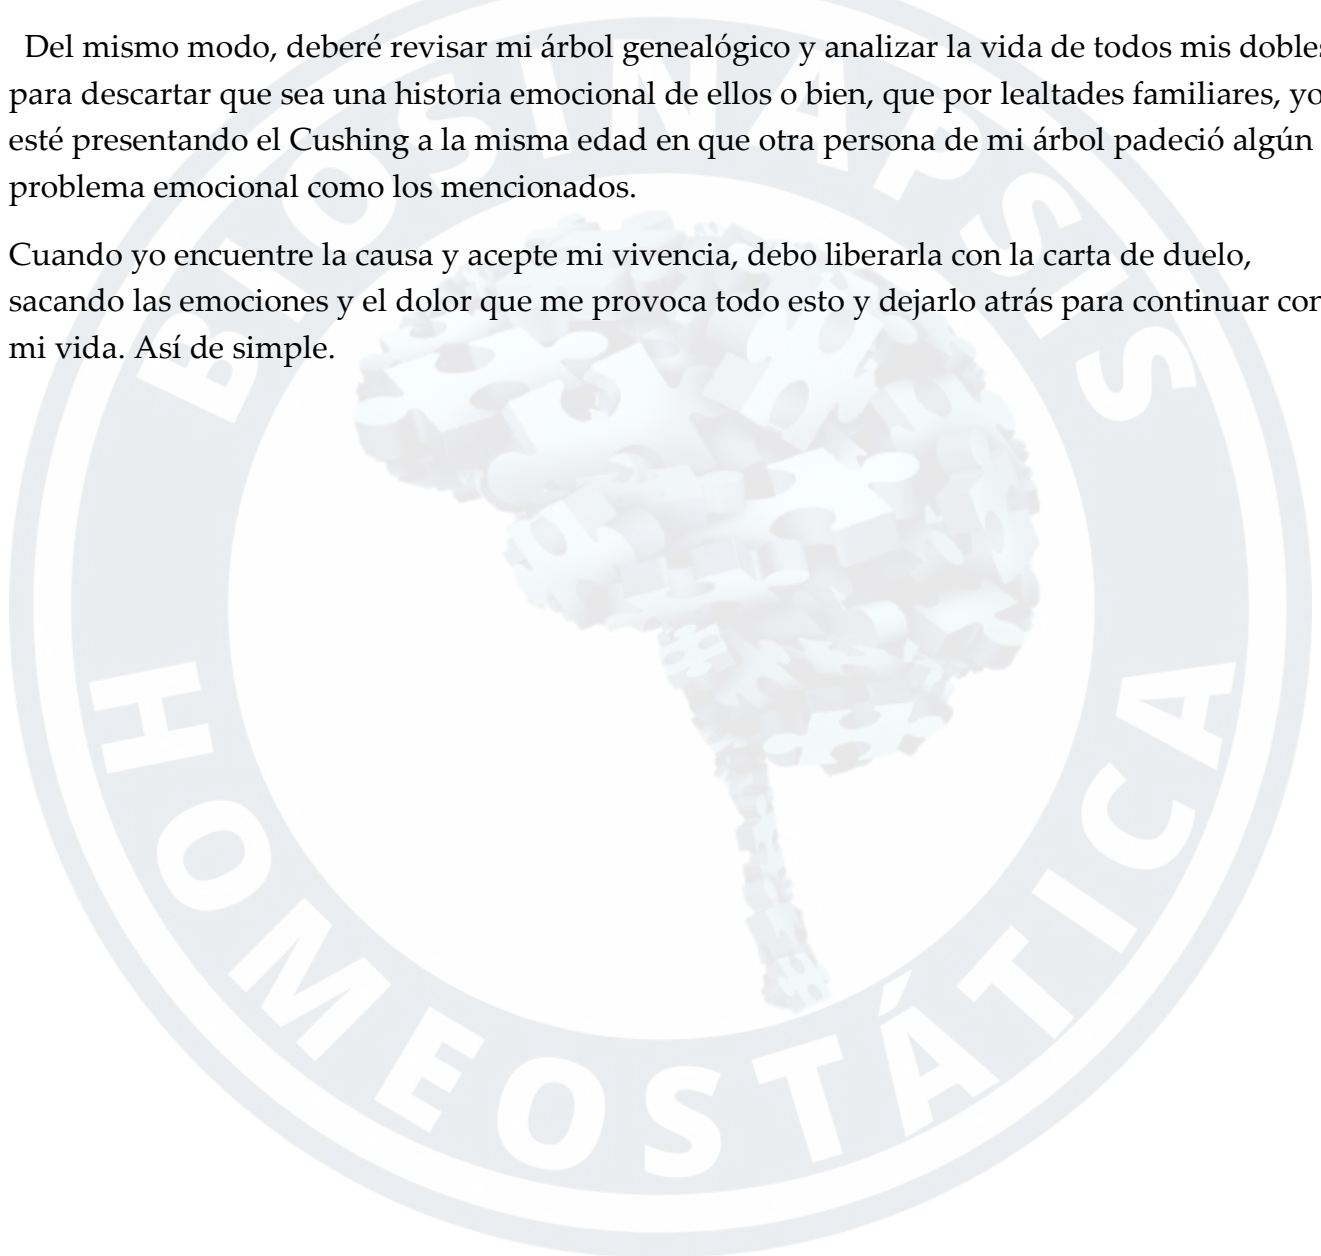 Del mismo modo, deberé revisar mi árbol genealógico y analizar la vida de todos mis dobles
para descartar que sea una historia emocional de ellos o bien, que por lealtades familiares, yo
esté presentando el Cushing a la misma edad en que otra persona de mi árbol padeció algún
problema emocional como los mencionados.
Cuando yo encuentre la causa y acepte mi vivencia, debo liberarla con la carta de duelo,
sacando las emociones y el dolor que me provoca todo esto y dejarlo atrás para continuar con
mi vida. Así de simple.
BIOSINAPSIS
HOMEOSTÁTICA